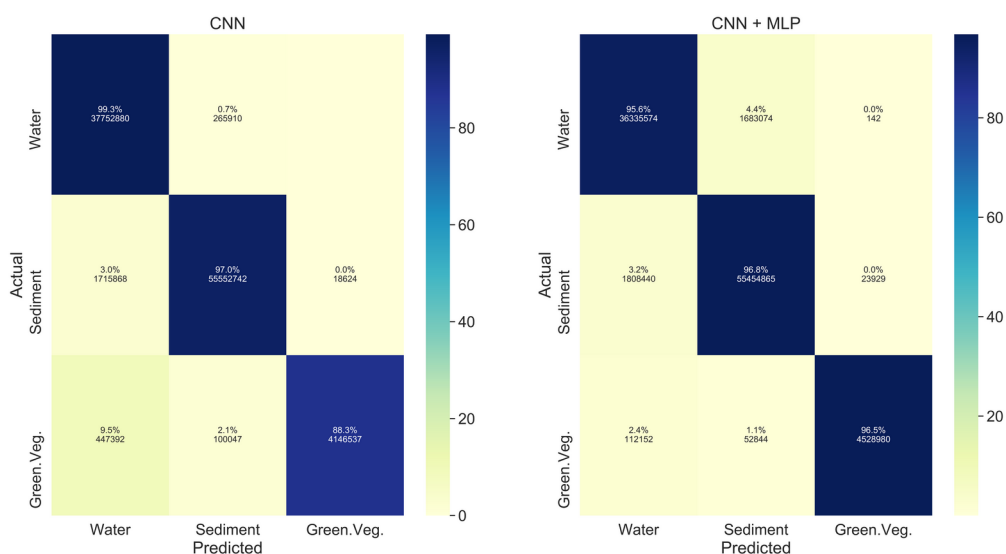 CNN
Water
Actual
Sediment
Green.Veg.
99.3%
37752880
0.7%
265910
3.0%
1715868
97.0%
55552742
0.0%
18624
9.5%
447392
2.1%
100047
88.3%
4146537
Water
Sediment
Green.Veg.
Predicted
80
60
40
20
0
CNN + MLP
Water
Actual
Sediment
Green.Veg.
95.6%
36335574
4.4%
1683074
0.0%
142
3.2%
1808440
96.8%
55454865
0.0%
23929
2.4%
112152
1.1%
52844
96.5%
4528980
Water
Sediment
Green.Veg.
Predicted
80
60
40
20